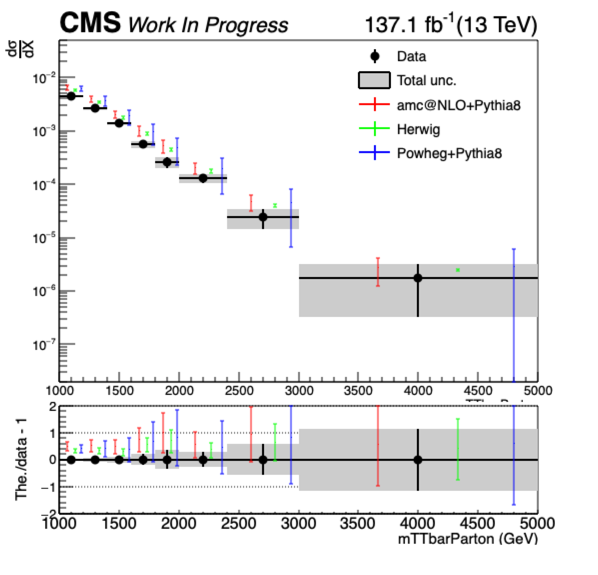 CMS Work In Progress 137.1 fb⁻¹(13 TeV)
dσ
dX
Data
Total unc.
amc@NLO+Pythia8
Herwig
Powheg+Pythia8
10⁻²
10⁻³
10⁻⁴
10⁻⁵
10⁻⁶
10⁻⁷
1000 1500 2000 2500 3000 3500 4000 4500 5000
The./data - 1
2
1
0
−1
−2
1000 1500 2000 2500 3000 3500 4000 4500 5000
mTTbarParton (GeV)